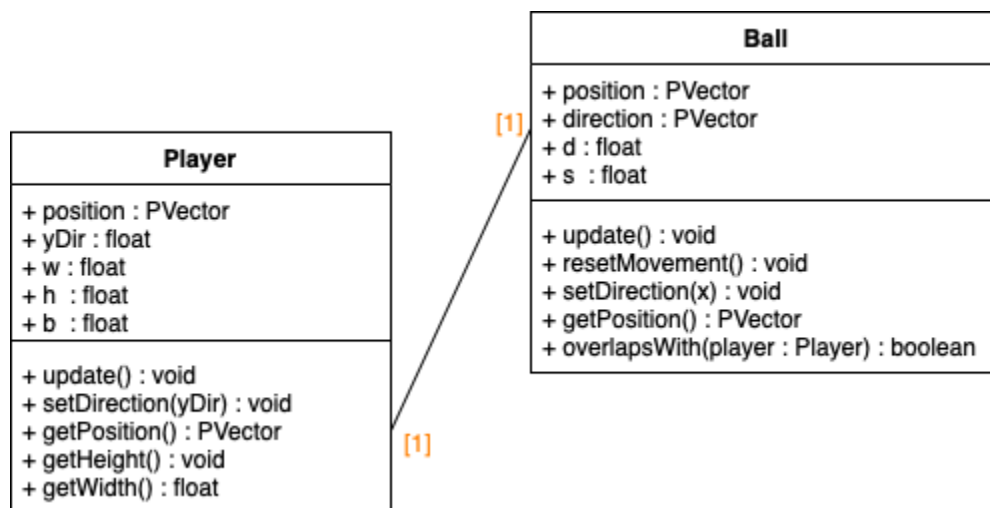 Player
+ position : PVector
+ yDir : float
+ w : float
+ h : float
+ b : float
+ update() : void
+ setDirection(yDir) : void
+ getPosition() : PVector
+ getHeight() : void
+ getWidth() : float
[1]
[1]
Ball
+ position : PVector
+ direction : PVector
+ d : float
+ s : float
+ update() : void
+ resetMovement() : void
+ setDirection(x) : void
+ getPosition() : PVector
+ overlapsWith(player : Player) : boolean